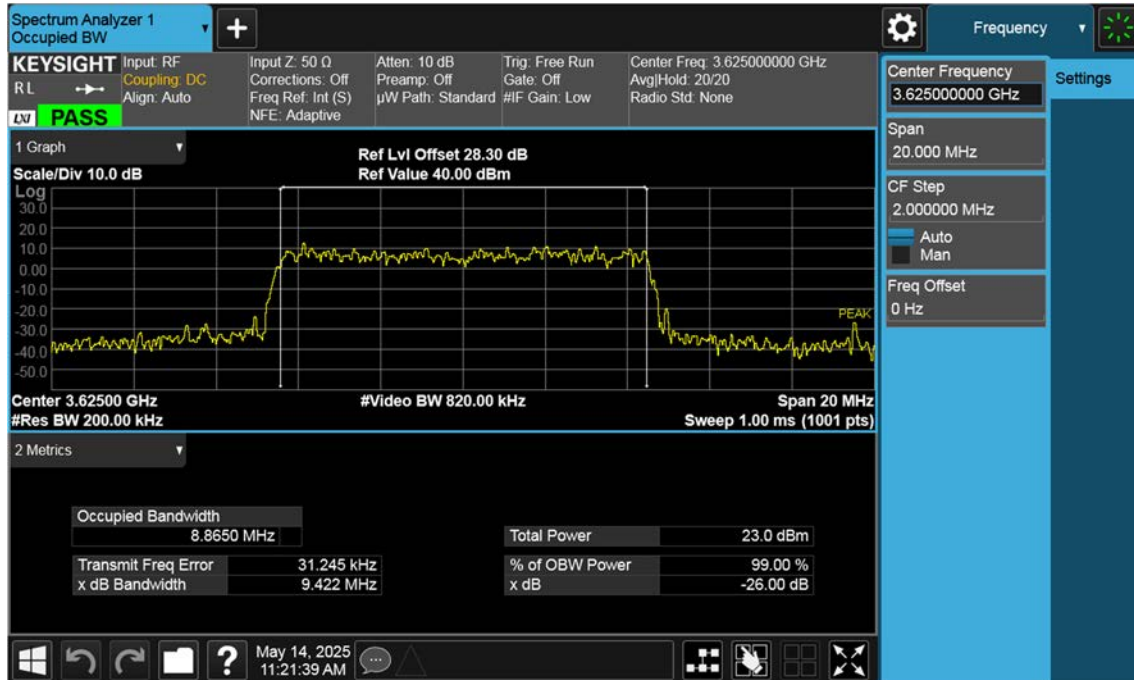 Spectrum Analyzer 1
Occupied BW
Frequency
KEYSIGHT
R L
LXI
PASS
Input: RF
Coupling: DC
Align: Auto
Input Z: 50 Ω
Corrections: Off
Freq Ref: Int (S)
NFE: Adaptive
Atten: 10 dB
Preamp: Off
µW Path: Standard
Trig: Free Run
Gate: Off
#IF Gain: Low
Center Freq: 3.625000000 GHz
Avg|Hold: 20/20
Radio Std: None
Center Frequency
3.625000000 GHz
Settings
Span
20.000 MHz
CF Step
2.000000 MHz
Auto
Man
Freq Offset
0 Hz
1 Graph
Scale/Div 10.0 dB
Ref Lvl Offset 28.30 dB
Ref Value 40.00 dBm
Log
30.0
20.0
10.0
0.00
-10.0
-20.0
-30.0
-40.0
-50.0
PEAK
Center 3.62500 GHz
#Video BW 820.00 kHz
Span 20 MHz
#Res BW 200.00 kHz
Sweep 1.00 ms (1001 pts)
2 Metrics
Occupied Bandwidth
8.8650 MHz
Total Power 23.0 dBm
Transmit Freq Error 31.245 kHz
% of OBW Power 99.00 %
x dB Bandwidth 9.422 MHz
x dB -26.00 dB
?
May 14, 2025
11:21:39 AM